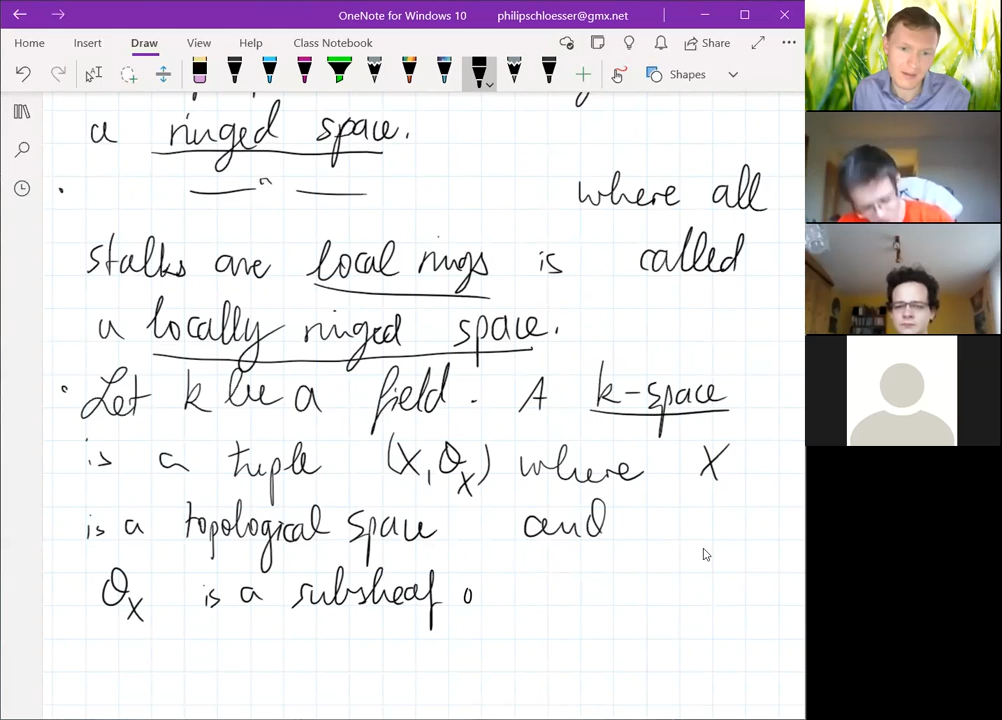 OneNote for Windows 10
philipschloesser@gmx.net
Home Insert Draw View Help Class Notebook Share
Shapes
a ringed space.
· —— " —— where all
stalks are local rings is called
a locally ringed space.
· Let k be a field. A k-space
is a tuple (X, O_X) where X
is a topological space and
O_X is a subsheaf o